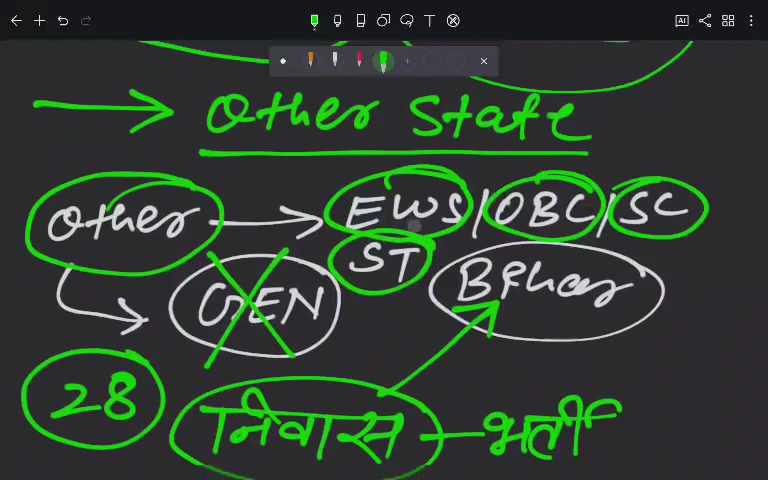 Other State
Other → EWS/OBC/SC
ST
GEN Bihar
28 निवास - भर्ती